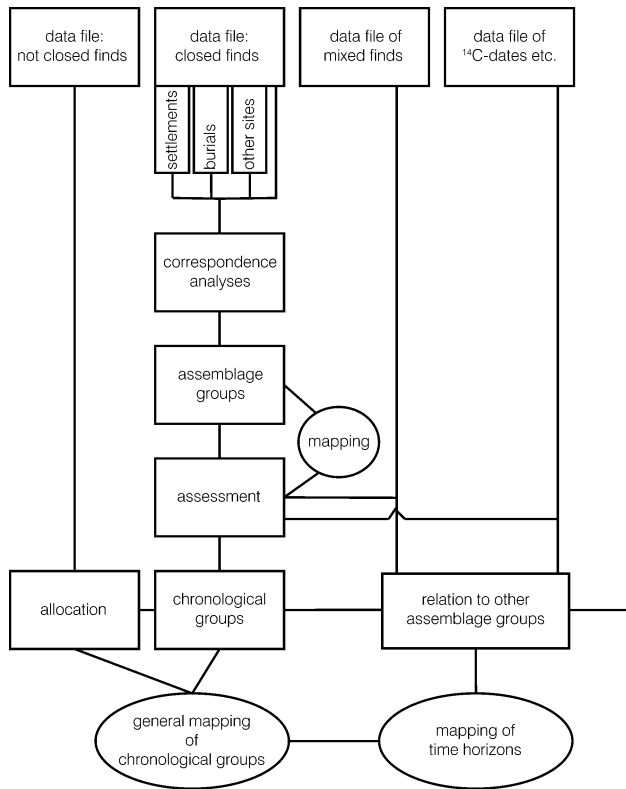 data file:
not closed finds
data file:
closed finds
data file of
mixed finds
data file of
¹⁴C-dates etc.
settlements
burials
other sites
correspondence
analyses
assemblage
groups
mapping
assessment
allocation
chronological
groups
relation to other
assemblage groups
general mapping
of
chronological groups
mapping of
time horizons